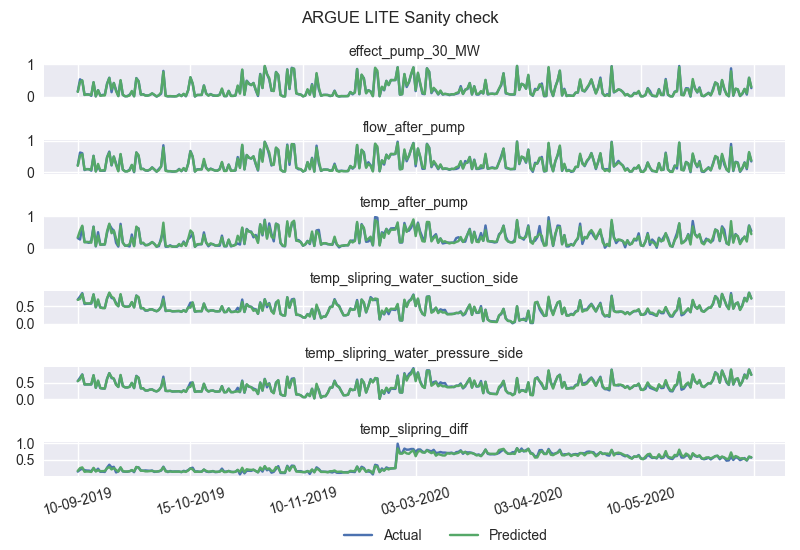 ARGUE LITE Sanity check
effect_pump_30_MW
1
0
flow_after_pump
1
0
temp_after_pump
1
0
temp_slipring_water_suction_side
0.5
0.0
temp_slipring_water_pressure_side
0.5
0.0
temp_slipring_diff
1.0
0.5
10-09-2019 15-10-2019 10-11-2019 03-03-2020 03-04-2020 10-05-2020
Actual Predicted